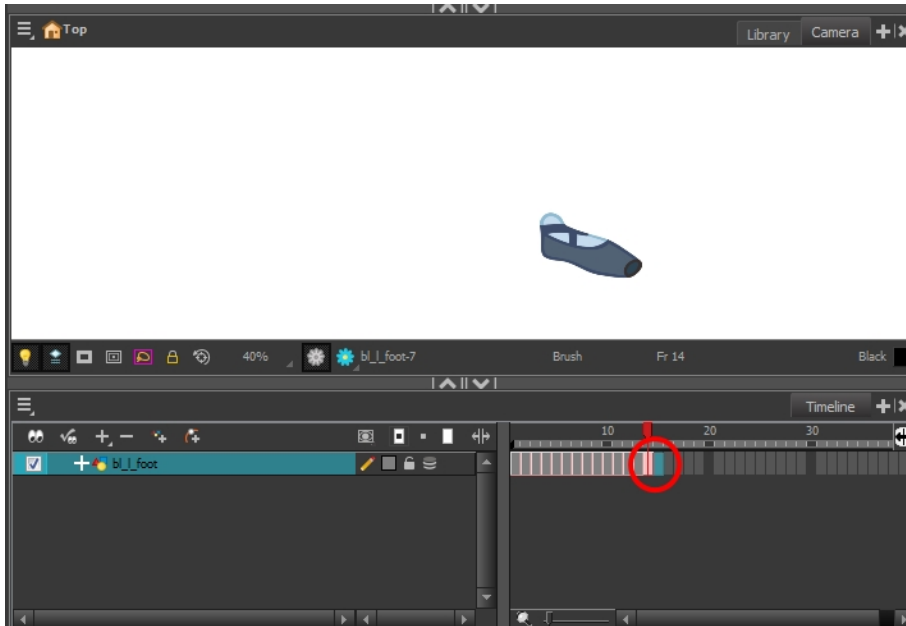 Top
Library Camera
40% bl_l_foot-7 Brush Fr 14 Black
Timeline
10 20 30
bl_l_foot